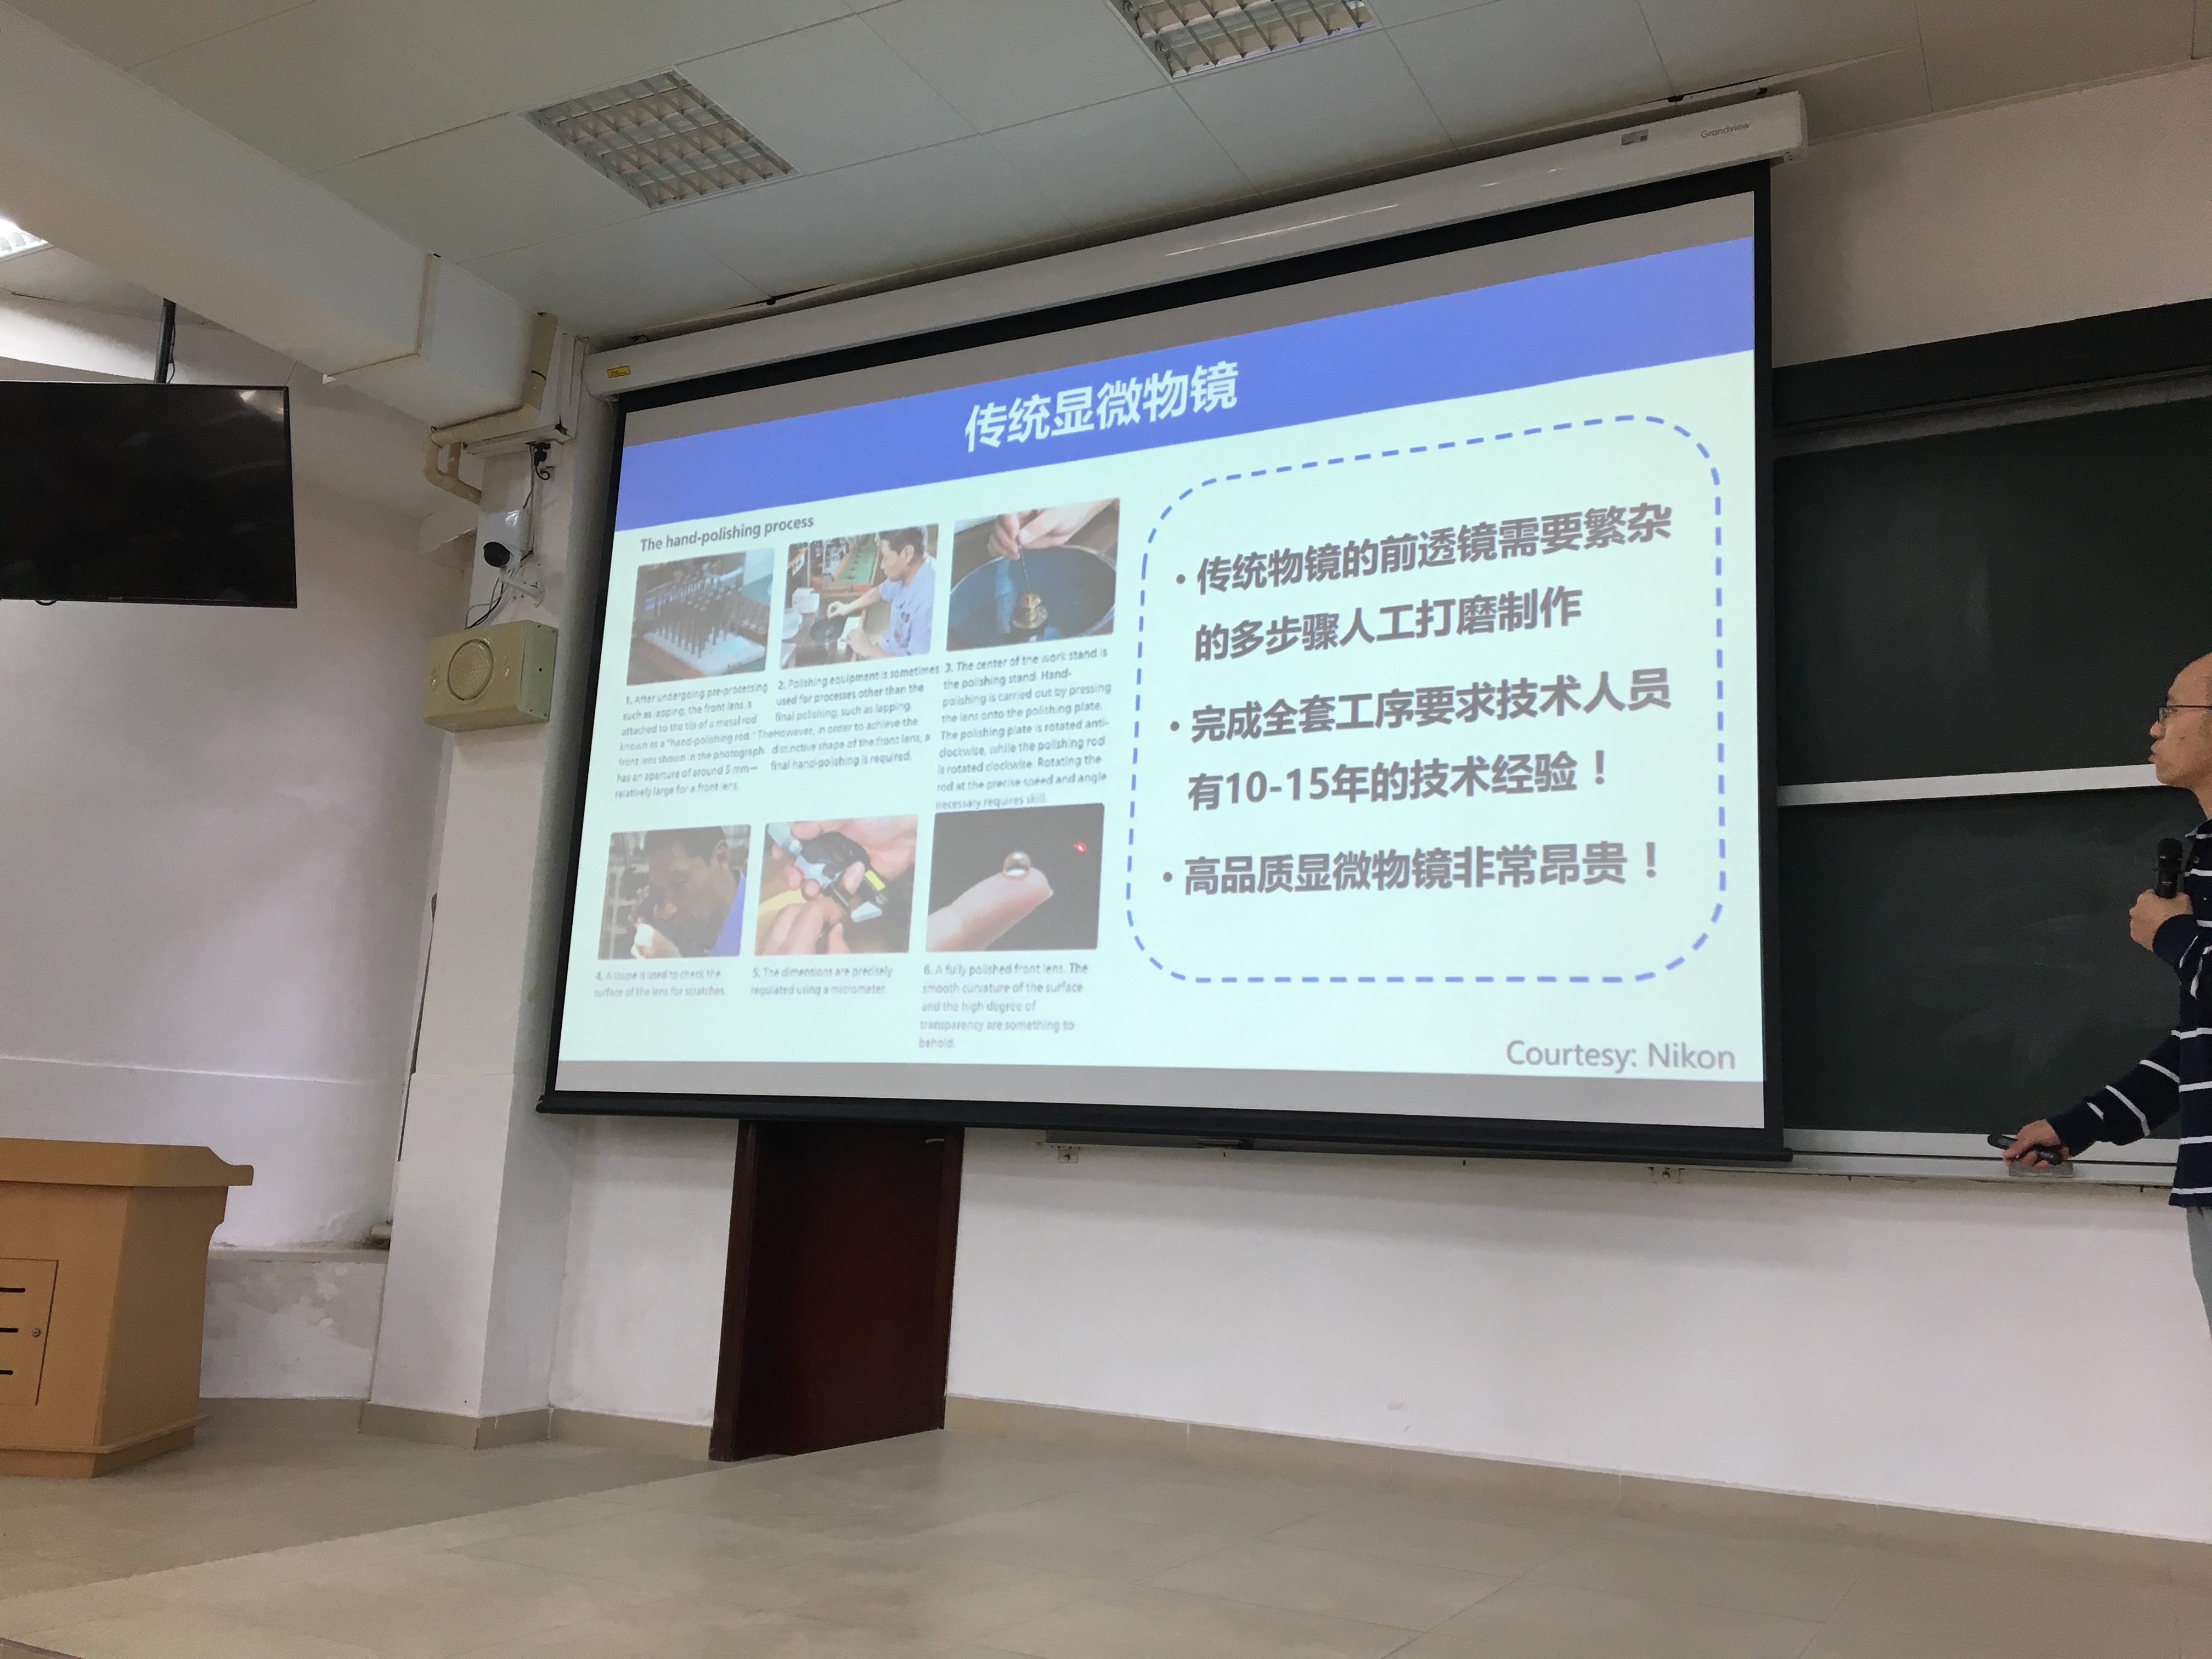 Grandview
传统显微物镜
The hand-polishing process
1. After undergoing pre-processing
such as lapping, the front lens is
attached to the tip of a metal rod
known as a "hand-polishing rod." The
front lens shown in the photograph
has an aperture of around 5 mm—
relatively large for a front lens.
2. Polishing equipment is sometimes
used for processes other than the
final polishing, such as lapping.
However, in order to achieve the
distinctive shape of the front lens, a
final hand-polishing is required.
3. The center of the work stand is
the polishing stand. Hand-
polishing is carried out by pressing
the lens onto the polishing plate.
The polishing plate is rotated anti-
clockwise, while the polishing rod
is rotated clockwise. Rotating the
rod at the precise speed and angle
necessary requires skill.
4. A loupe is used to check the
surface of the lens for scratches.
5. The dimensions are precisely
regulated using a micrometer.
6. A fully polished front lens. The
smooth curvature of the surface
and the high degree of
transparency are something to
behold.
• 传统物镜的前透镜需要繁杂
的多步骤人工打磨制作
• 完成全套工序要求技术人员
有10-15年的技术经验！
• 高品质显微物镜非常昂贵！
Courtesy: Nikon